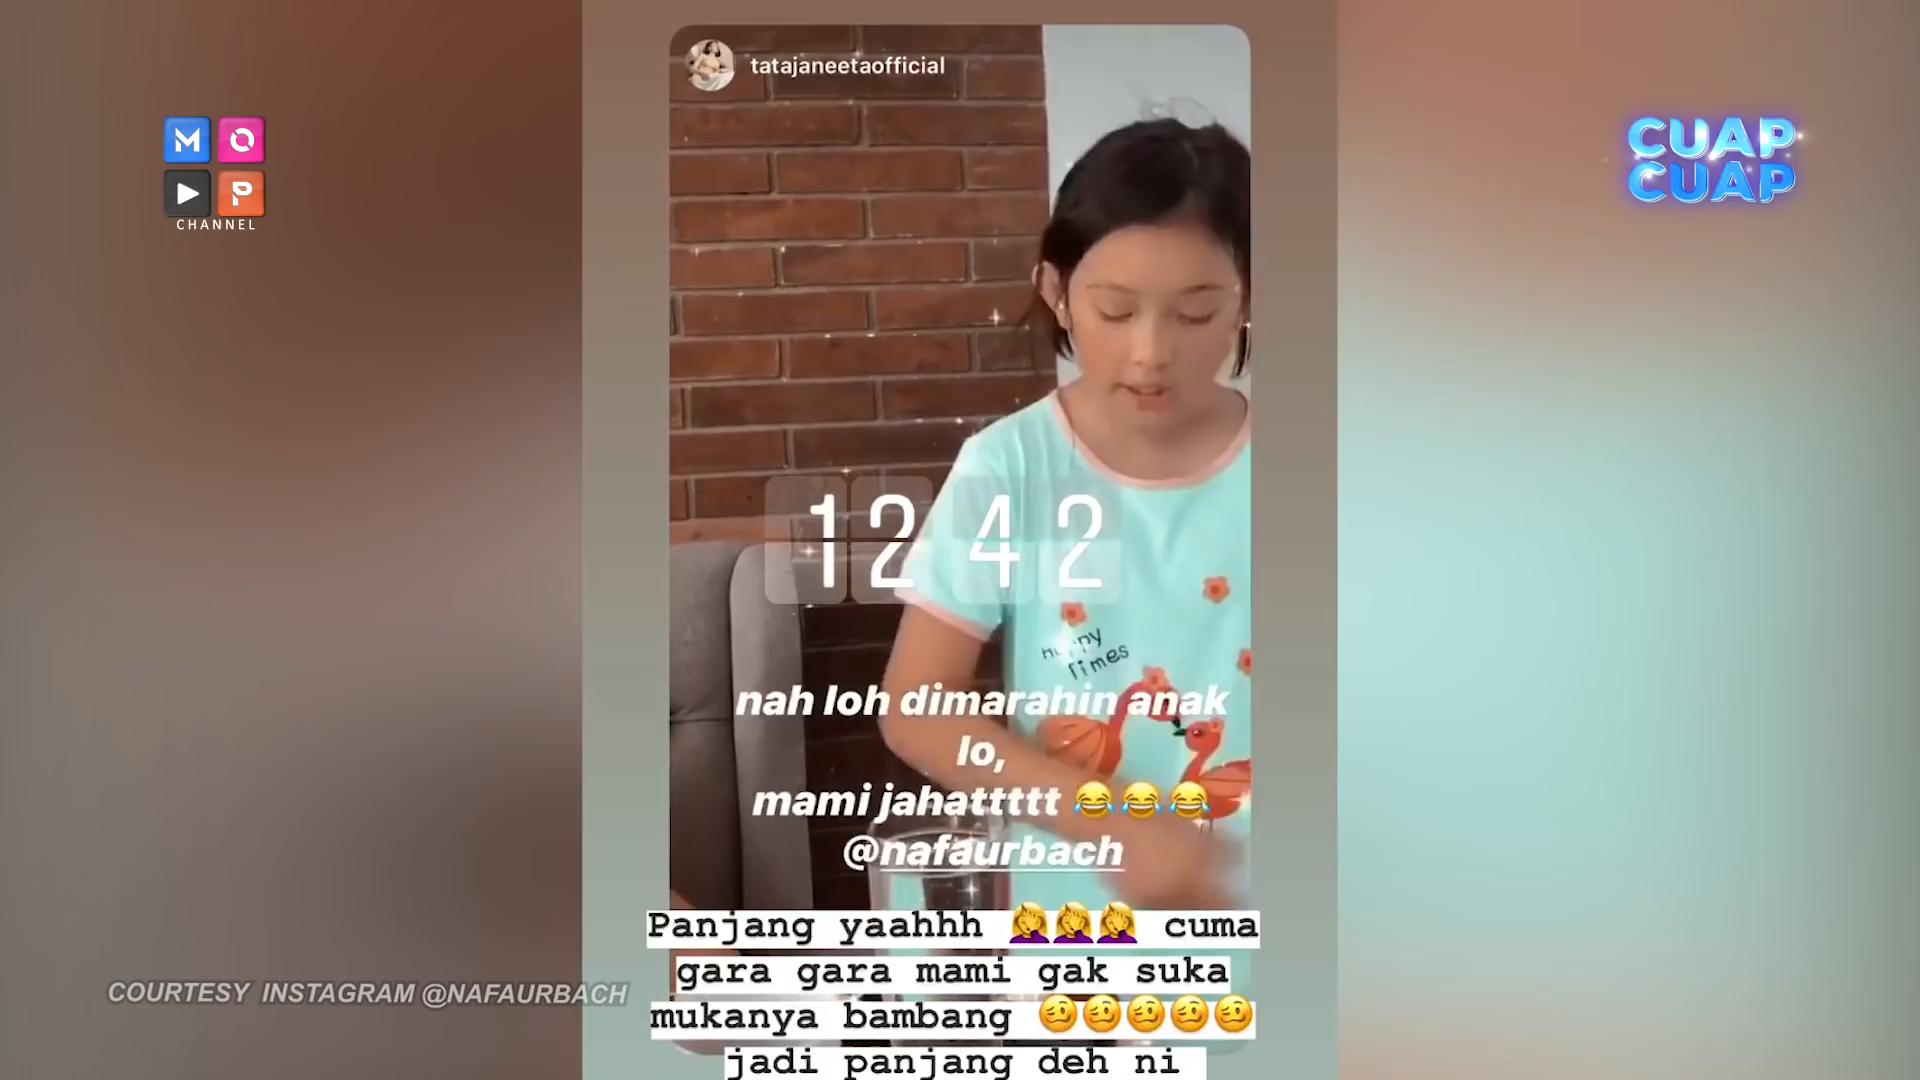 tatajaneetaofficial
M O
P
CHANNEL
CUAP
CUAP
12 42
Happy
Times
nah loh dimarahin anak
lo,
mami jahattttt 😂😂😂
@nafaurbach
Panjang yaahhh 🤦‍♀️🤦‍♀️🤦‍♀️ cuma
gara gara mami gak suka
mukanya bambang 🥴🥴🥴🥴🥴
jadi panjang deh ni
COURTESY INSTAGRAM @NAFAURBACH